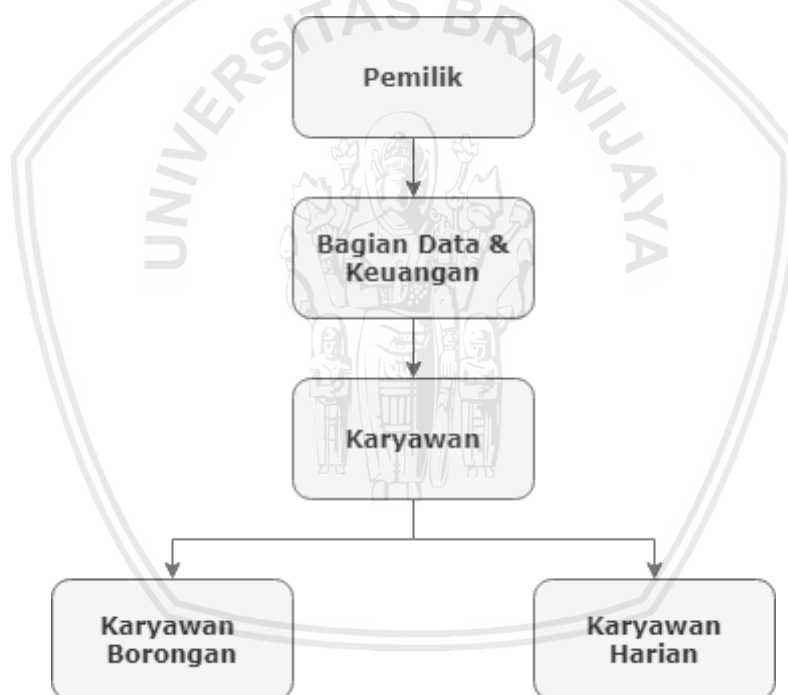 UNIVERSITAS BRAWIJAYA
Pemilik
Bagian Data &
Keuangan
Karyawan
Karyawan
Borongan
Karyawan
Harian